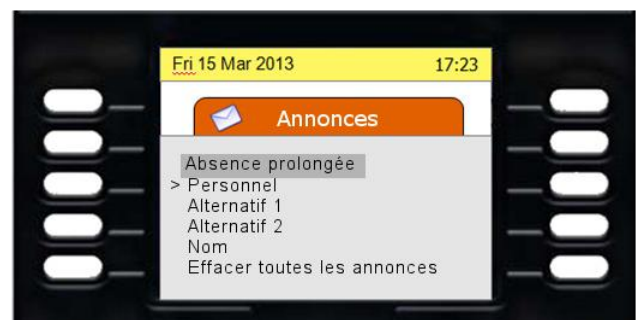 Fri 15 Mar 2013 17:23
Annonces
Absence prolongée
> Personnel
Alternatif 1
Alternatif 2
Nom
Effacer toutes les annonces